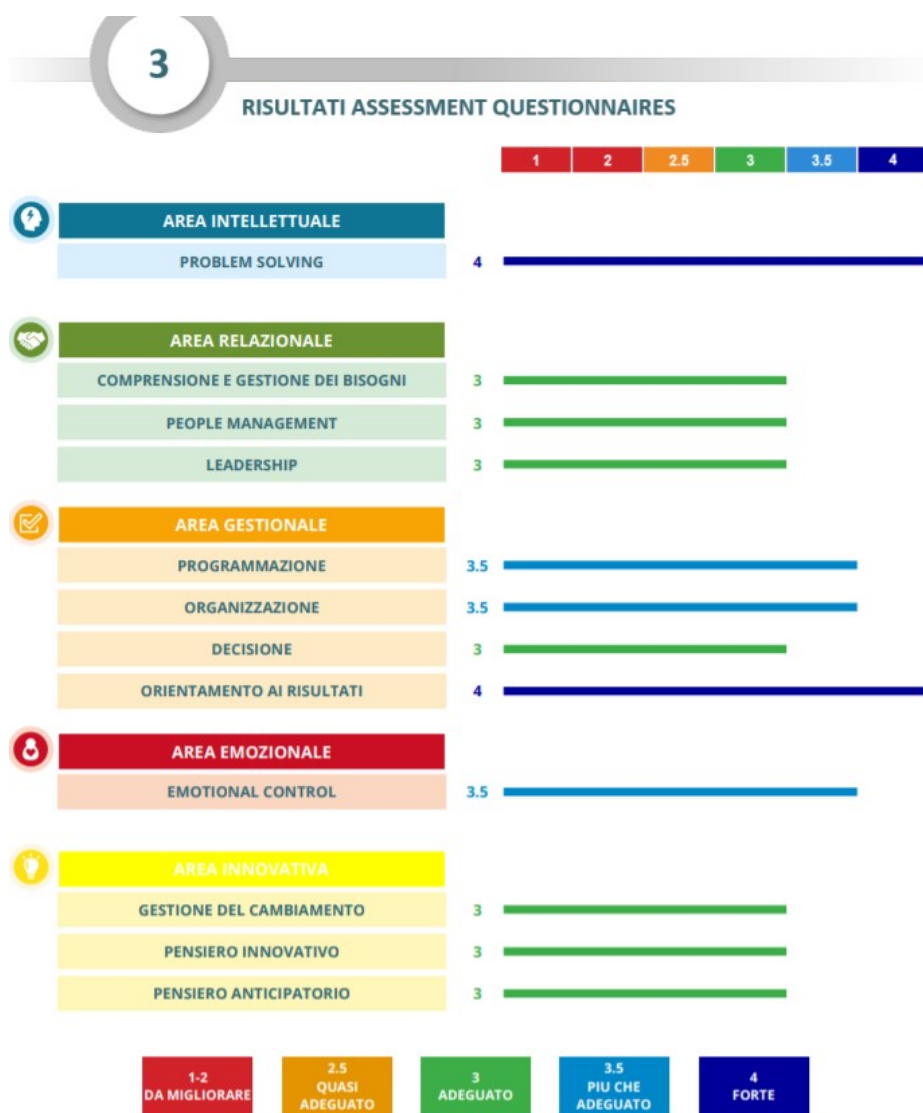 3
RISULTATI ASSESSMENT QUESTIONNAIRES
1 2 2.5 3 3.5 4
AREA INTELLETTUALE
PROBLEM SOLVING 4
AREA RELAZIONALE
COMPRENSIONE E GESTIONE DEI BISOGNI 3
PEOPLE MANAGEMENT 3
LEADERSHIP 3
AREA GESTIONALE
PROGRAMMAZIONE 3.5
ORGANIZZAZIONE 3.5
DECISIONE 3
ORIENTAMENTO AI RISULTATI 4
AREA EMOZIONALE
EMOTIONAL CONTROL 3.5
AREA INNOVATIVA
GESTIONE DEL CAMBIAMENTO 3
PENSIERO INNOVATIVO 3
PENSIERO ANTICIPATORIO 3
1-2
DA MIGLIORARE
2.5
QUASI
ADEGUATO
3
ADEGUATO
3.5
PIU CHE
ADEGUATO
4
FORTE